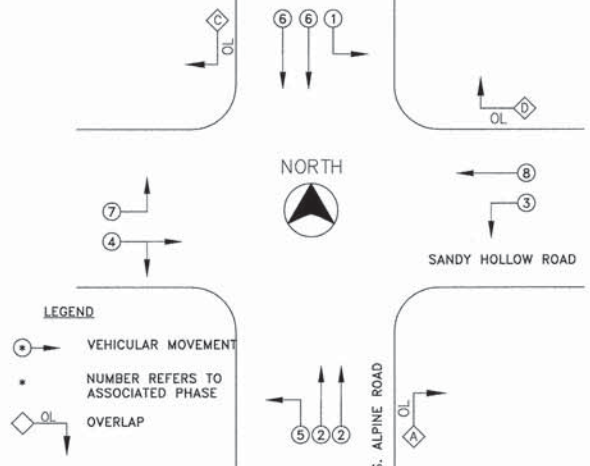 C
OL
6
6
1
D
OL
NORTH
7
4
8
3
SANDY HOLLOW ROAD
LEGEND
* VEHICULAR MOVEMENT
* NUMBER REFERS TO
ASSOCIATED PHASE
OL OVERLAP
5
2
2
S. ALPINE ROAD
OL
A